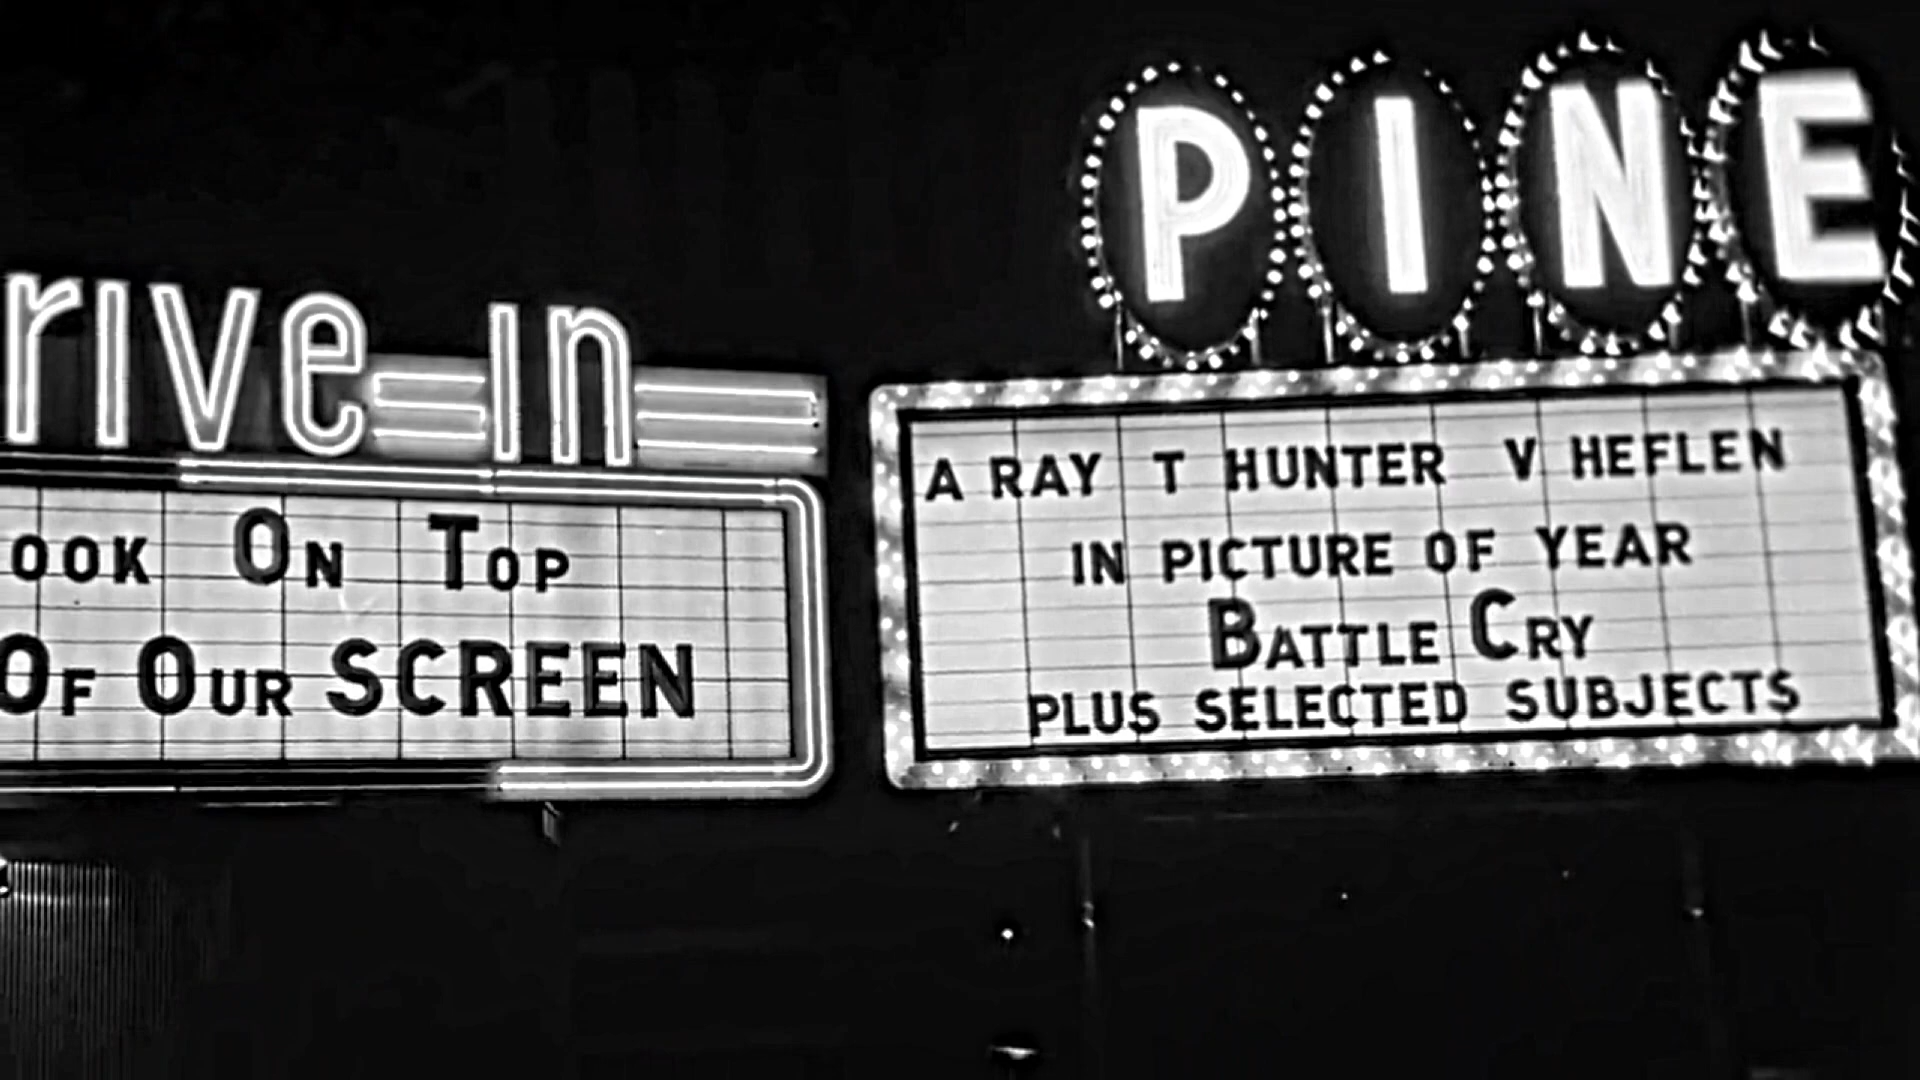 PINE
rive in
ook On Top
Of Our SCREEN
A RAY T HUNTER V HEFLEN
IN PICTURE OF YEAR
BATTLE CRY
PLUS SELECTED SUBJECTS